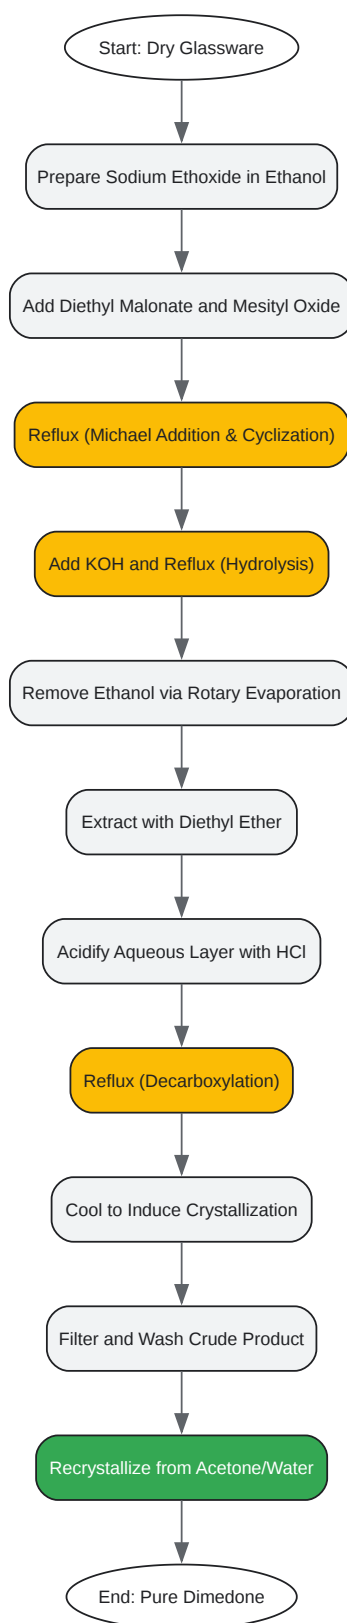 Start: Dry Glassware
Prepare Sodium Ethoxide in Ethanol
Add Diethyl Malonate and Mesityl Oxide
Reflux (Michael Addition & Cyclization)
Add KOH and Reflux (Hydrolysis)
Remove Ethanol via Rotary Evaporation
Extract with Diethyl Ether
Acidify Aqueous Layer with HCl
Reflux (Decarboxylation)
Cool to Induce Crystallization
Filter and Wash Crude Product
Recrystallize from Acetone/Water
End: Pure Dimedone